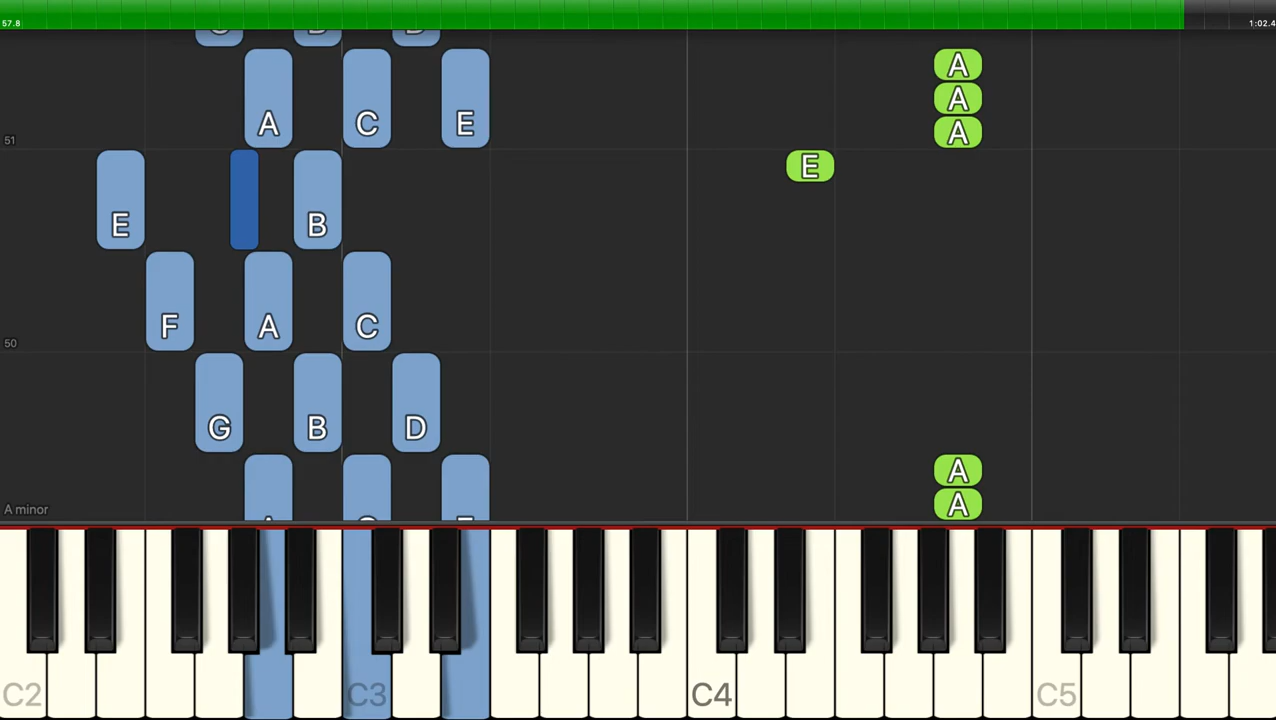 57.8 1:02.4
G B D
A C E A
A
A
51
E E
B
F A C
50
G B D
A
A
A minor
C2 C3 C4 C5